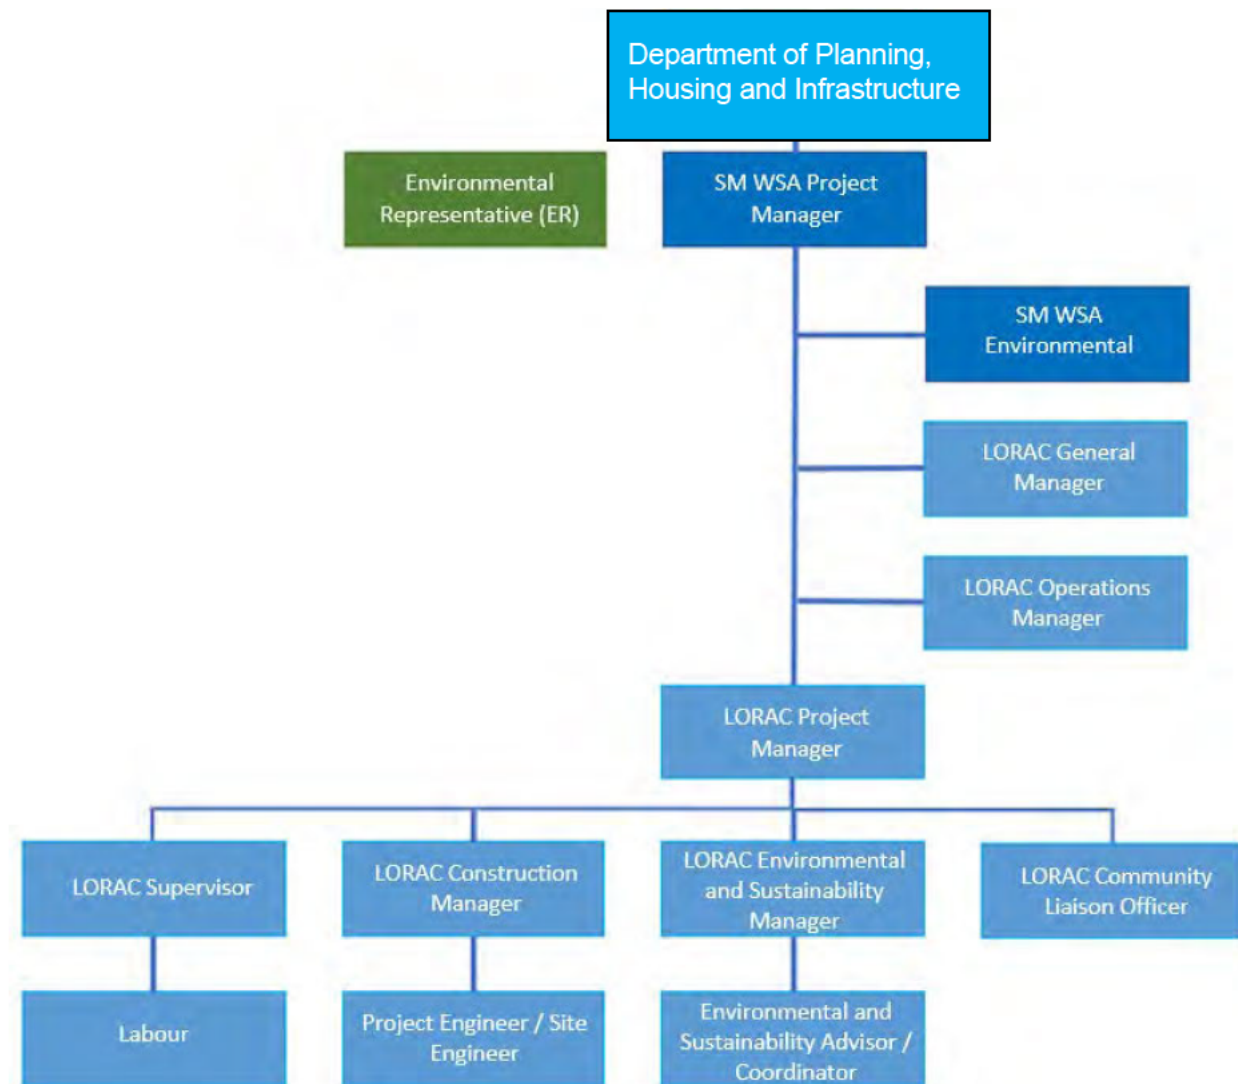 Department of Planning,
Housing and Infrastructure
Environmental
Representative (ER)
SM WSA Project
Manager
SM WSA
Environmental
LORAC General
Manager
LORAC Operations
Manager
LORAC Project
Manager
LORAC Supervisor
LORAC Construction
Manager
LORAC Environmental
and Sustainability
Manager
LORAC Community
Liaison Officer
Labour
Project Engineer / Site
Engineer
Environmental and
Sustainability Advisor /
Coordinator